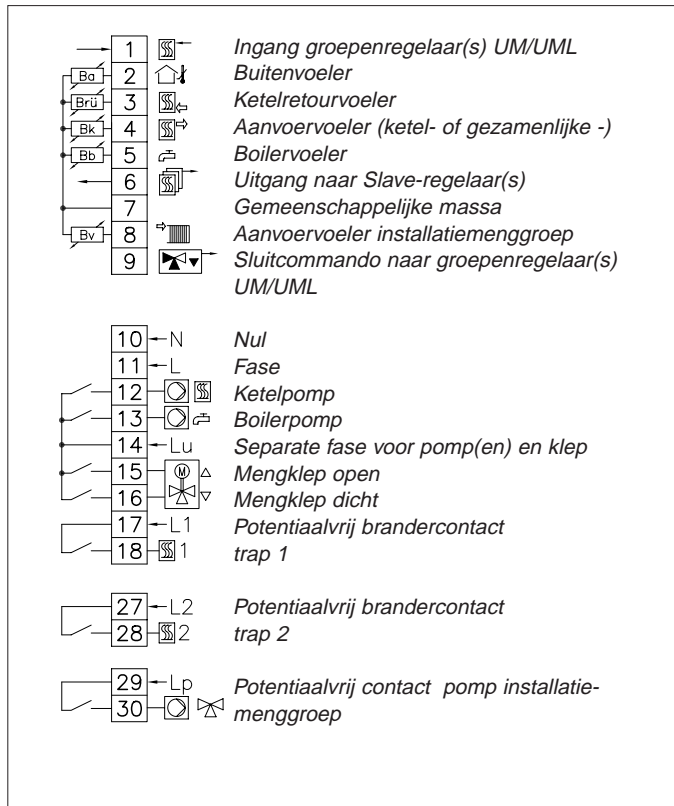 1 Ingang groepenregelaar(s) UM/UML
Ba 2 Buitenvoeler
Brü 3 Ketelretourvoeler
Bk 4 Aanvoervoeler (ketel- of gezamenlijke -)
Bb 5 Boilervoeler
6 Uitgang naar Slave-regelaar(s)
7 Gemeenschappelijke massa
Bv 8 Aanvoervoeler installatiemenggroep
9 Sluitcommando naar groepenregelaar(s)
UM/UML
10 N Nul
11 L Fase
12 Ketelpomp
13 Boilerpomp
14 Lu Separate fase voor pomp(en) en klep
15 M Mengklep open
16 Mengklep dicht
17 L1 Potentiaalvrij brandercontact
18 1 trap 1
27 L2 Potentiaalvrij brandercontact
28 2 trap 2
29 Lp Potentiaalvrij contact pomp installatie-
30 menggroep